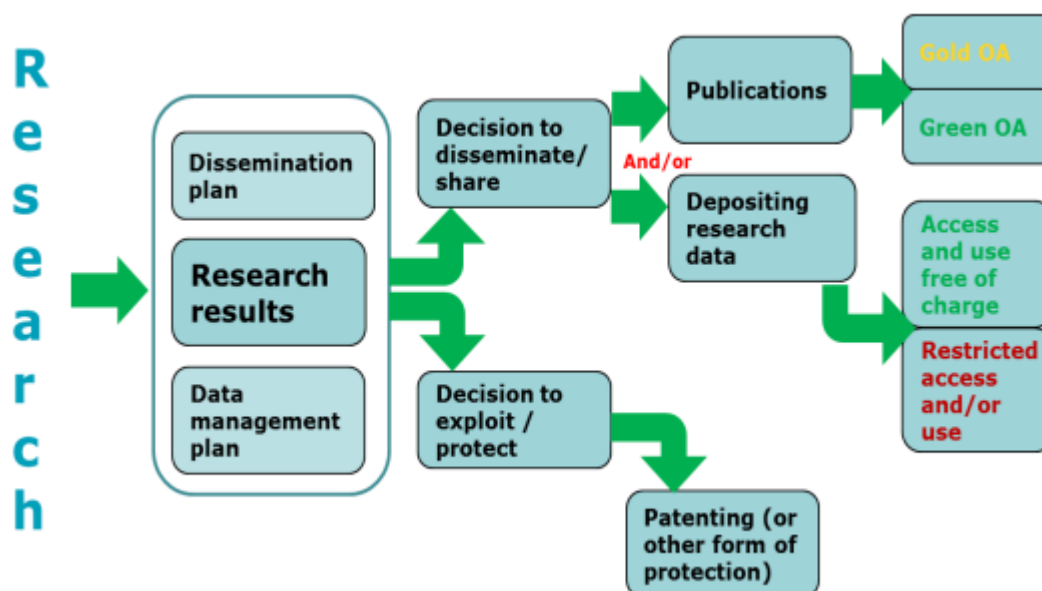 Research
Dissemination
plan
Research
results
Data
management
plan
Decision to
disseminate/
share
Decision to
exploit /
protect
And/or
Publications
Depositing
research
data
Patenting (or
other form of
protection)
Gold OA
Green OA
Access
and use
free of
charge
Restricted
access
and/or
use